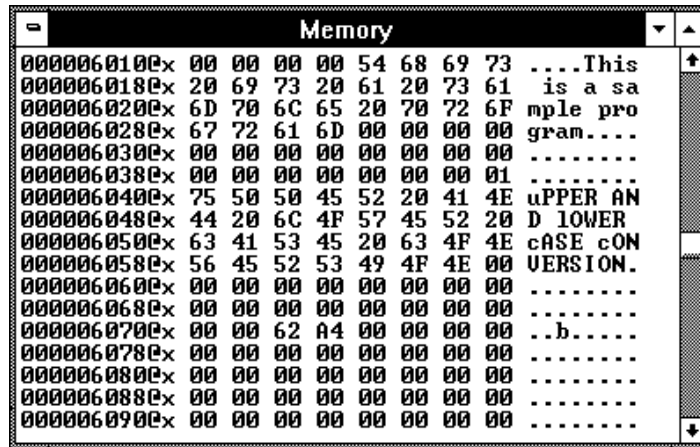 Memory
000006010@x 00 00 00 00 54 68 69 73 ....This
000006018@x 20 69 73 20 61 20 73 61  is a sa
000006020@x 6D 70 6C 65 20 70 72 6F mple pro
000006028@x 67 72 61 6D 00 00 00 00 gram....
000006030@x 00 00 00 00 00 00 00 00 ........
000006038@x 00 00 00 00 00 00 00 01 ........
000006040@x 75 50 50 45 52 20 41 4E uPPER AN
000006048@x 44 20 6C 4F 57 45 52 20 D lOWER 
000006050@x 63 41 53 45 20 63 4F 4E cASE cON
000006058@x 56 45 52 53 49 4F 4E 00 VERSION.
000006060@x 00 00 00 00 00 00 00 00 ........
000006068@x 00 00 00 00 00 00 00 00 ........
000006070@x 00 00 62 A4 00 00 00 00 ..b.....
000006078@x 00 00 00 00 00 00 00 00 ........
000006080@x 00 00 00 00 00 00 00 00 ........
000006088@x 00 00 00 00 00 00 00 00 ........
000006090@x 00 00 00 00 00 00 00 00 ........